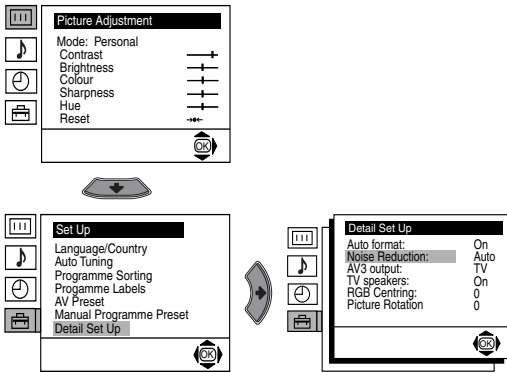 Picture Adjustment
Mode: Personal
Contrast
Brightness
Colour
Sharpness
Hue
Reset
OK
Set Up
Language/Country
Auto Tuning
Programme Sorting
Progamme Labels
AV Preset
Manual Programme Preset
Detail Set Up
OK
Detail Set Up
Auto format: On
Noise Reduction: Auto
AV3 output: TV
TV speakers: On
RGB Centring: 0
Picture Rotation 0
OK